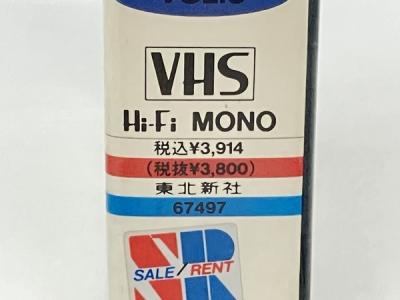 VHS
Hi-Fi MONO
税込¥3,914
(税抜¥3,800)
東北新社
67497
SALE/RENT